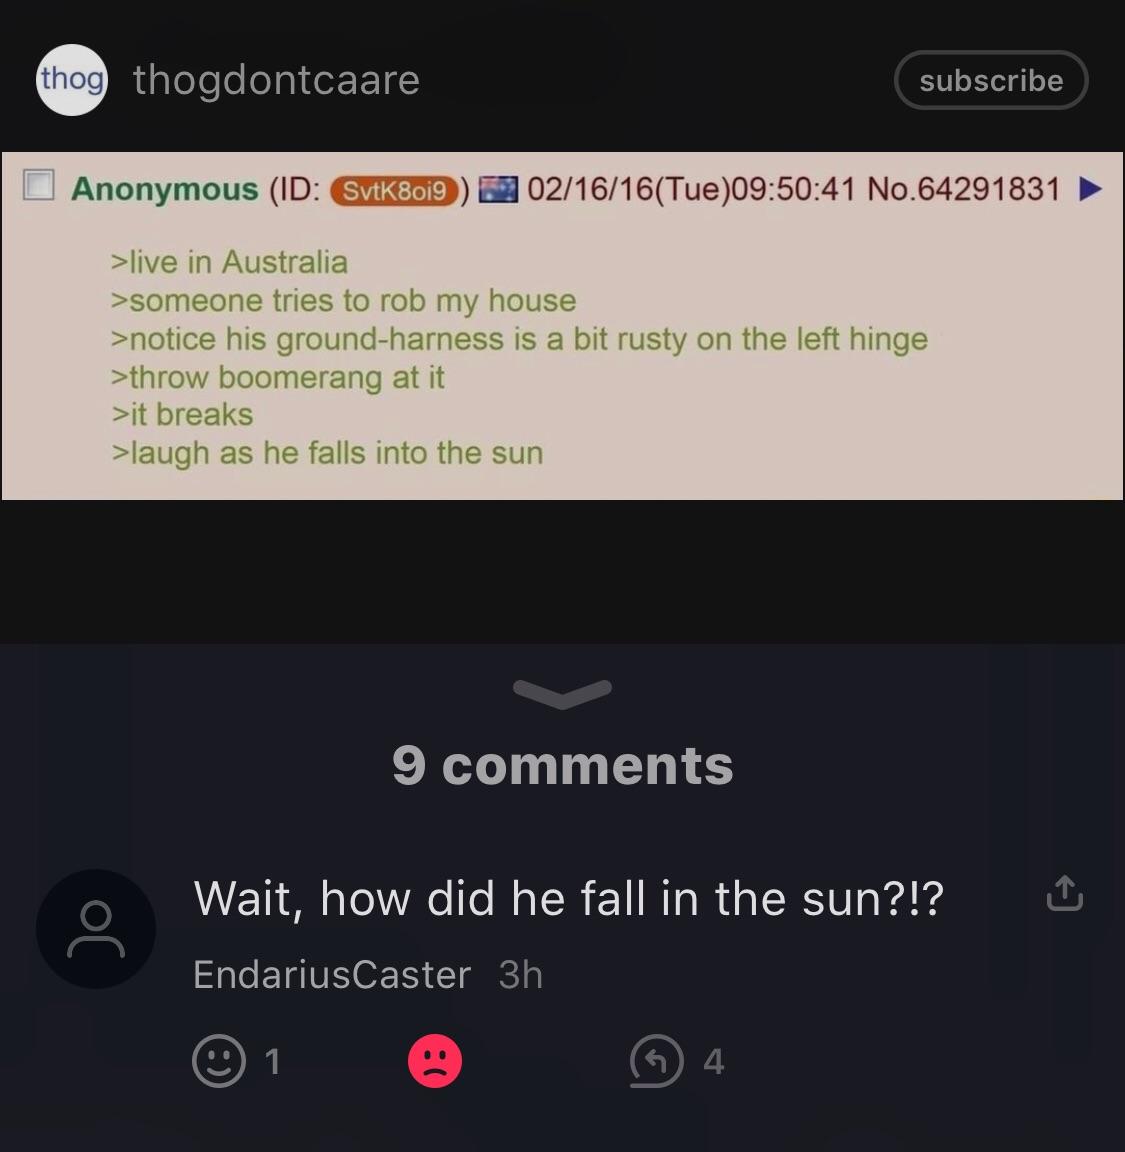 thog
thogdontcaare
subscribe
Anonymous (ID: SvtK8oi9) 02/16/16(Tue)09:50:41 No.64291831
>live in Australia
>someone tries to rob my house
>notice his ground-harness is a bit rusty on the left hinge
>throw boomerang at it
>it breaks
>laugh as he falls into the sun
9 comments
Wait, how did he fall in the sun?!?
EndariusCaster 3h
1 4